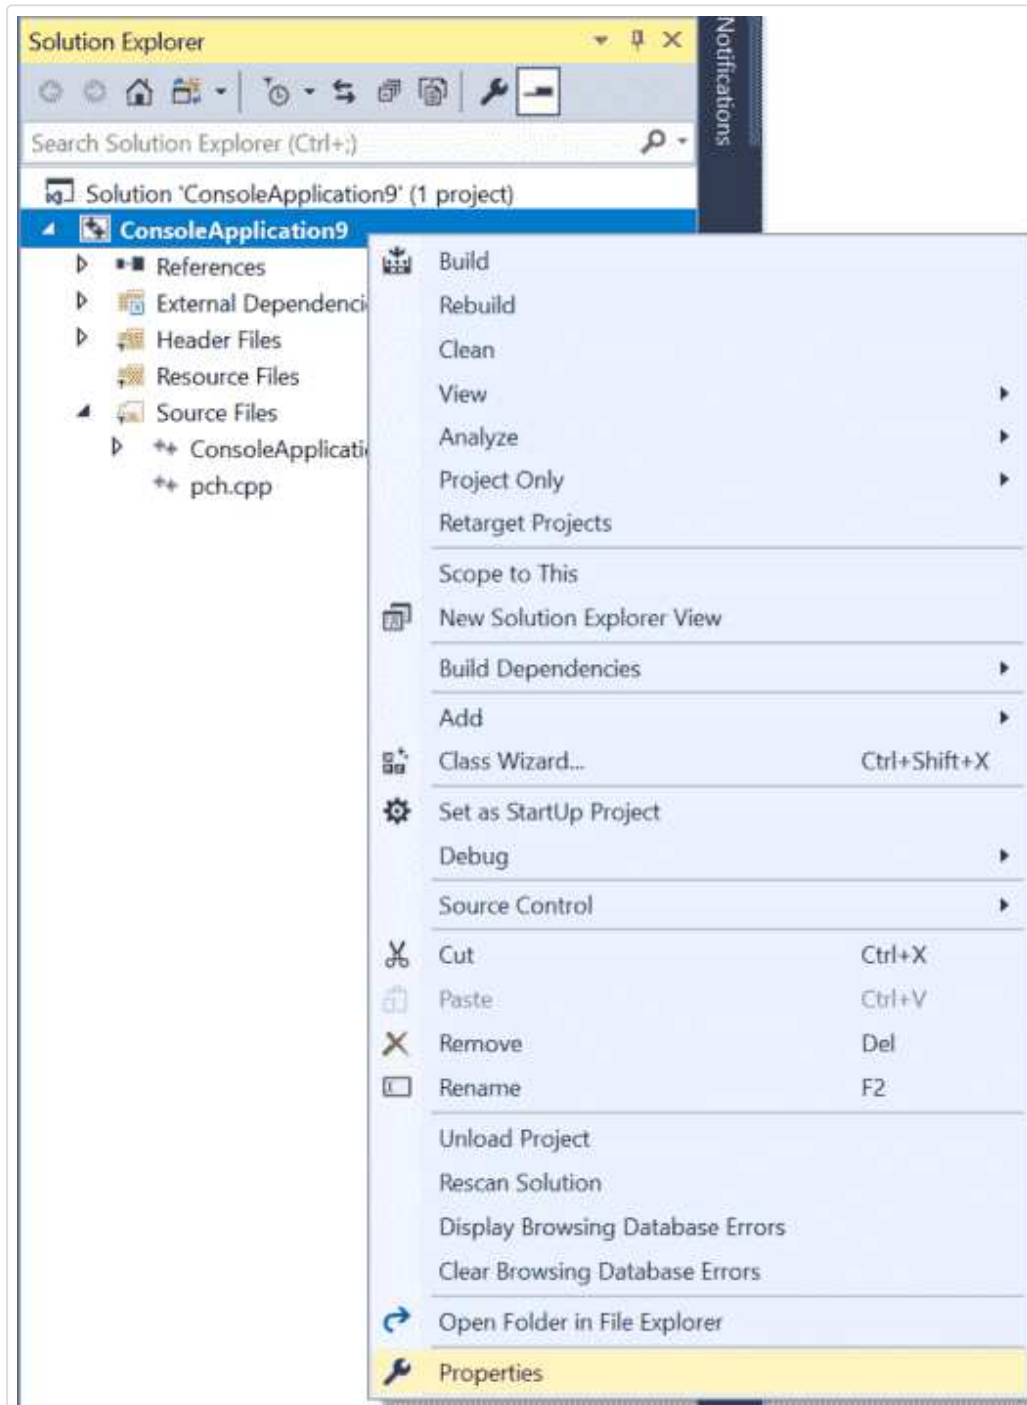 Solution Explorer
Notifications
Search Solution Explorer (Ctrl+;)
Solution 'ConsoleApplication9' (1 project)
ConsoleApplication9
References
External Dependenci
Header Files
Resource Files
Source Files
ConsoleApplicati
pch.cpp
Build
Rebuild
Clean
View
Analyze
Project Only
Retarget Projects
Scope to This
New Solution Explorer View
Build Dependencies
Add
Class Wizard... Ctrl+Shift+X
Set as StartUp Project
Debug
Source Control
Cut Ctrl+X
Paste Ctrl+V
Remove Del
Rename F2
Unload Project
Rescan Solution
Display Browsing Database Errors
Clear Browsing Database Errors
Open Folder in File Explorer
Properties